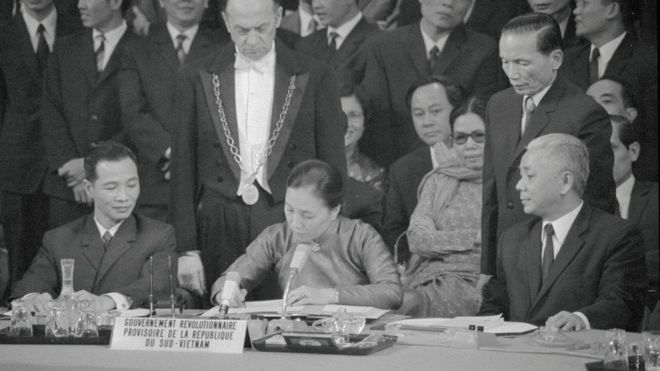 GOUVERNEMENT REVOLUTIONNAIRE
PROVISOIRE DE LA REPUBLIQUE
DU SUD-VIETNAM